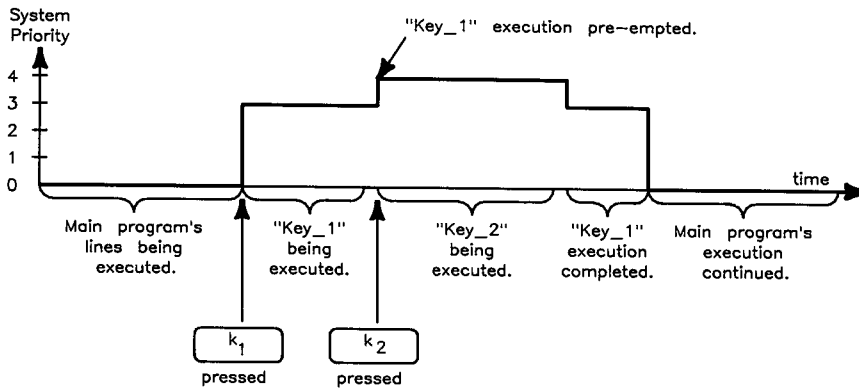 System
Priority
"Key_1" execution pre-empted.
4
3
2
1
0
time
Main program's
lines being
executed.
"Key_1"
being
executed.
"Key_2"
being
executed.
"Key_1"
execution
completed.
Main program's
execution
continued.
k1
pressed
k2
pressed